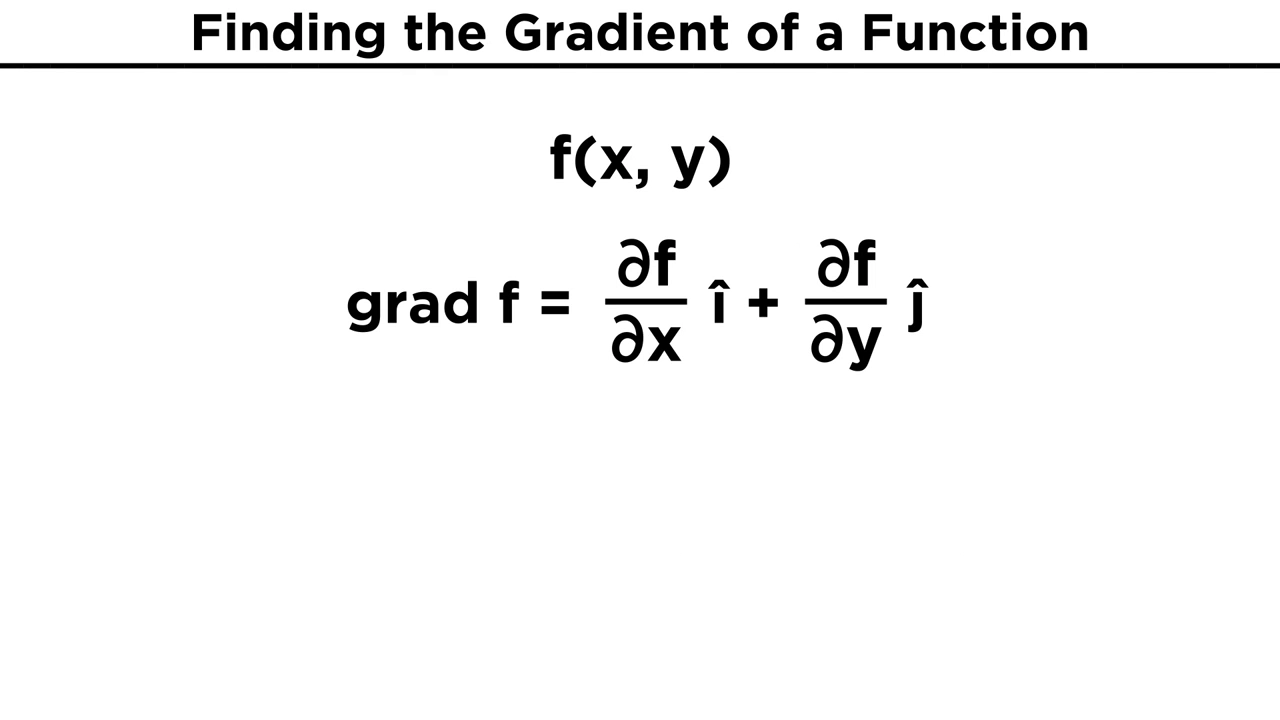 Finding the Gradient of a Function
f(x, y)
grad f = ∂f/∂x î + ∂f/∂y ĵ